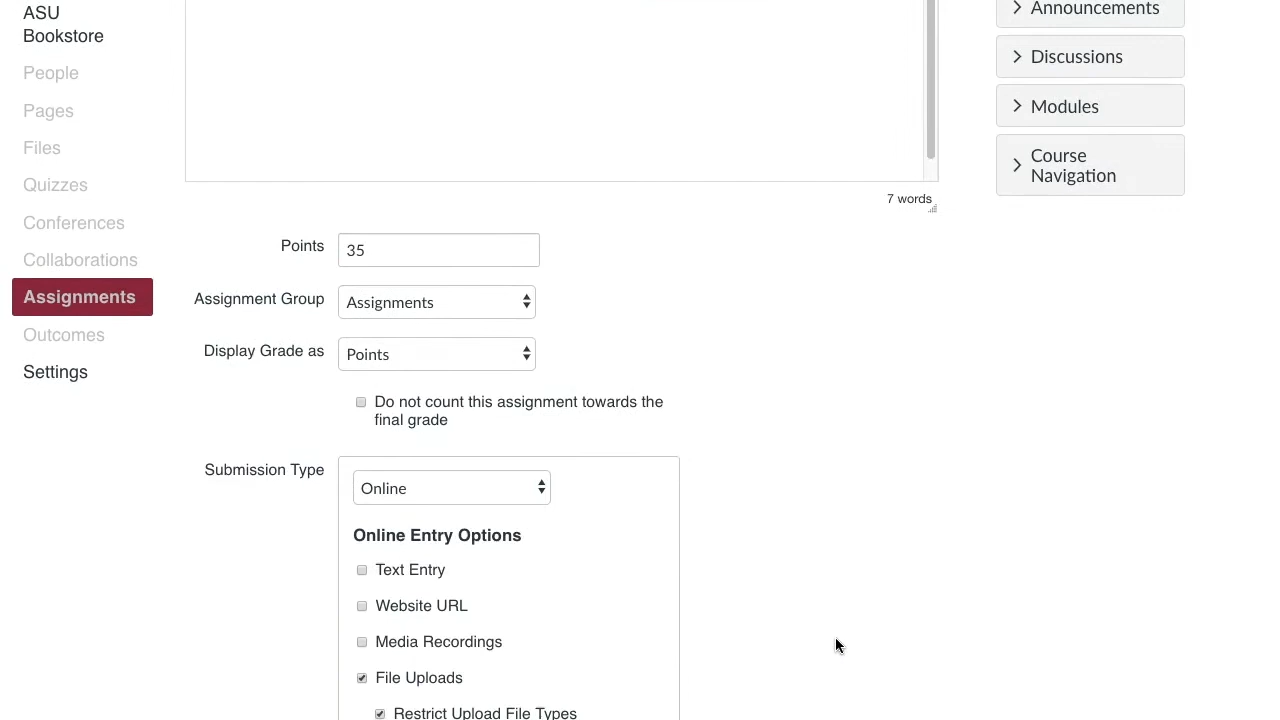 ASU
Bookstore
People
Pages
Files
Quizzes
Conferences
Collaborations
Assignments
Outcomes
Settings
7 words
Points
35
Assignment Group
Assignments
Display Grade as
Points
Do not count this assignment towards the
final grade
Submission Type
Online
Online Entry Options
Text Entry
Website URL
Media Recordings
File Uploads
Restrict Upload File Types
Announcements
Discussions
Modules
Course
Navigation